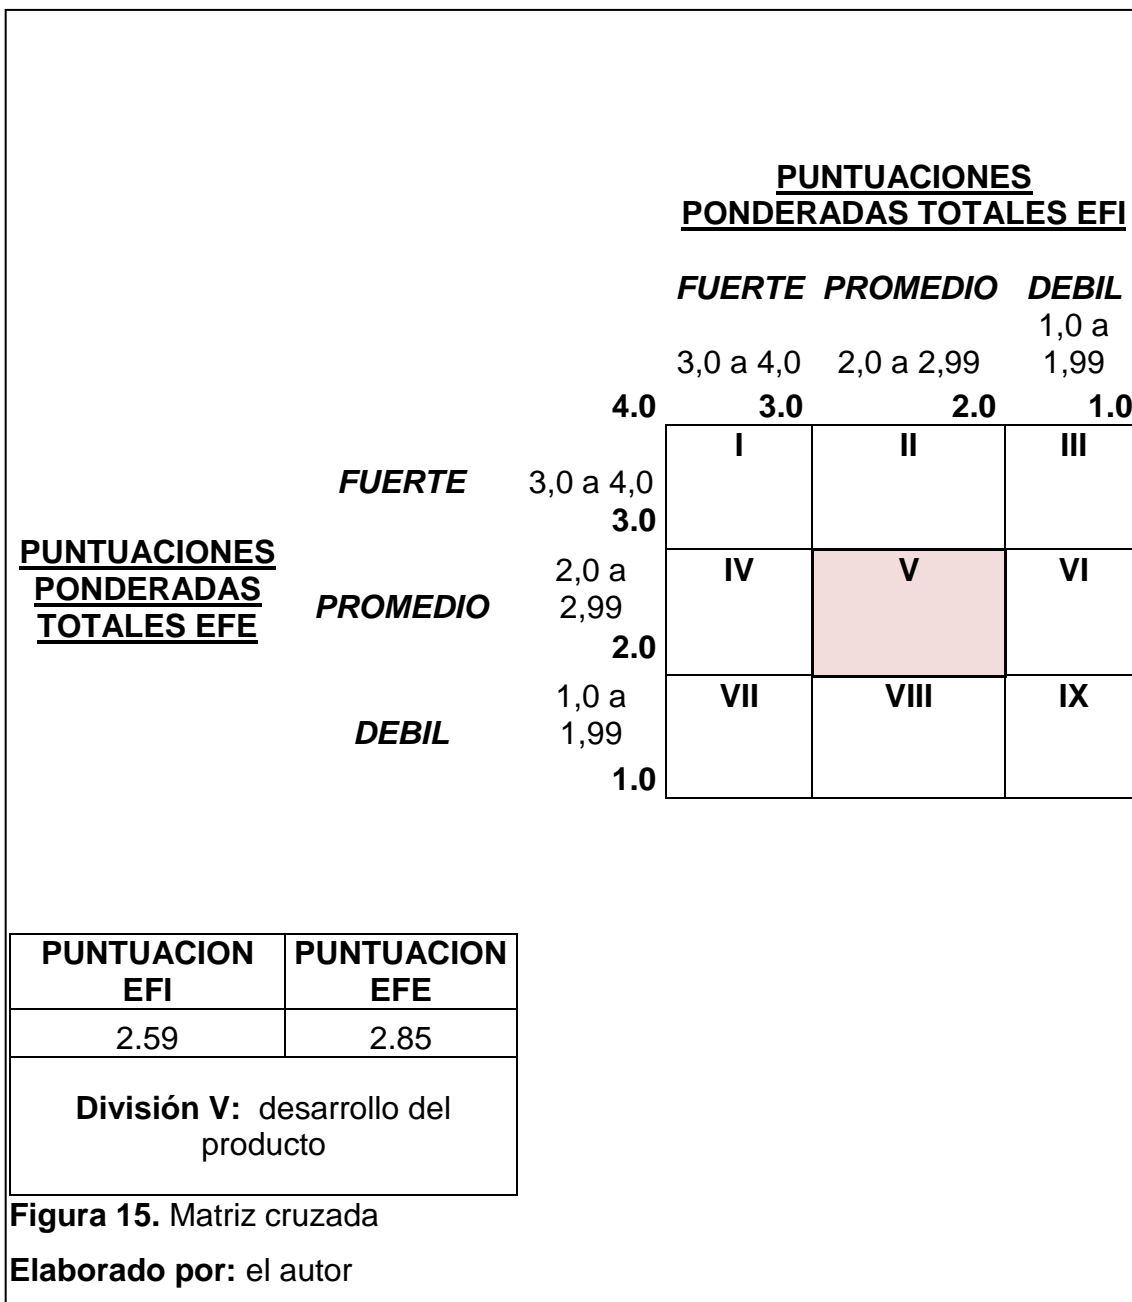 PUNTUACIONES
PONDERADAS TOTALES EFI
FUERTE PROMEDIO DEBIL
3,0 a 4,0 2,0 a 2,99 1,0 a
1,99
4.0 3.0 2.0 1.0
PUNTUACIONES
PONDERADAS
TOTALES EFE
FUERTE 3,0 a 4,0
3.0
I II III
PROMEDIO 2,0 a
2,99
2.0
IV V VI
DEBIL 1,0 a
1,99
1.0
VII VIII IX
PUNTUACION
EFI
PUNTUACION
EFE
2.59 2.85
División V: desarrollo del
producto
Figura 15. Matriz cruzada
Elaborado por: el autor